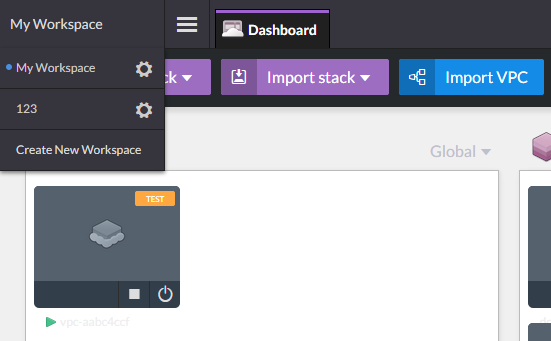 My Workspace
Dashboard
My Workspace
ck
Import stack
Import VPC
123
Create New Workspace
Global
TEST
vpc-aabc4ccf